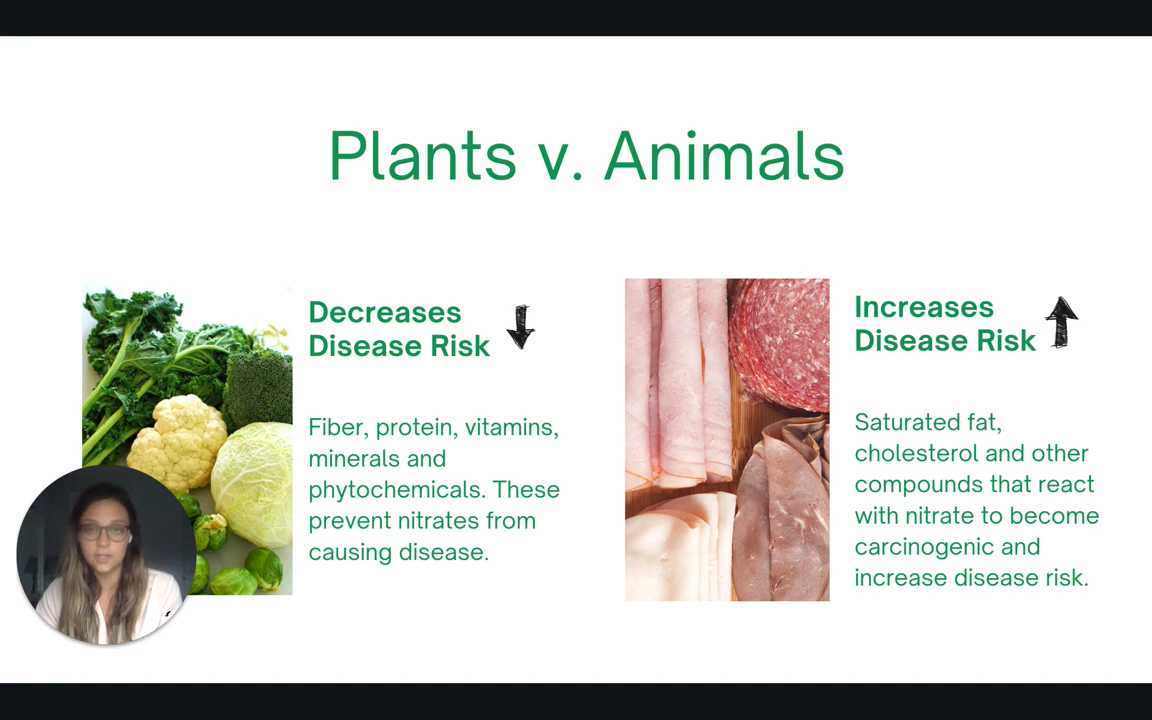 Plants v. Animals
Decreases
Disease Risk
Fiber, protein, vitamins,
minerals and
phytochemicals. These
prevent nitrates from
causing disease.
Increases
Disease Risk
Saturated fat,
cholesterol and other
compounds that react
with nitrate to become
carcinogenic and
increase disease risk.